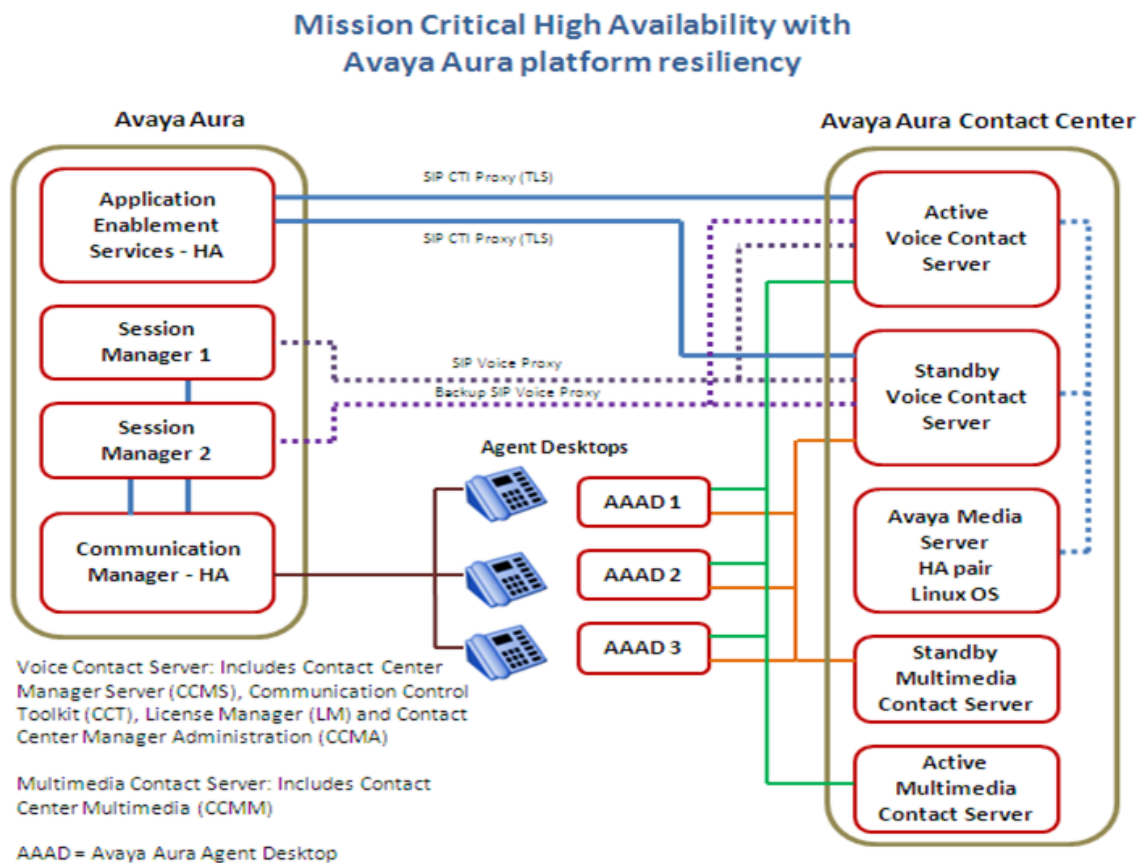 Mission Critical High Availability with
Avaya Aura platform resiliency
Avaya Aura
Avaya Aura Contact Center
Application
Enablement
Services - HA
SIP CTI Proxy (TLS)
SIP CTI Proxy (TLS)
Active
Voice Contact
Server
Session
Manager 1
SIP Voice Proxy
Backup SIP Voice Proxy
Standby
Voice Contact
Server
Session
Manager 2
Agent Desktops
Communication
Manager - HA
AAAD 1
AAAD 2
AAAD 3
Avaya Media
Server
HA pair
Linux OS
Standby
Multimedia
Contact Server
Active
Multimedia
Contact Server
Voice Contact Server: Includes Contact Center
Manager Server (CCMS), Communication Control
Toolkit (CCT), License Manager (LM) and Contact
Center Manager Administration (CCMA)
Multimedia Contact Server: Includes Contact
Center Multimedia (CCMM)
AAAD = Avaya Aura Agent Desktop